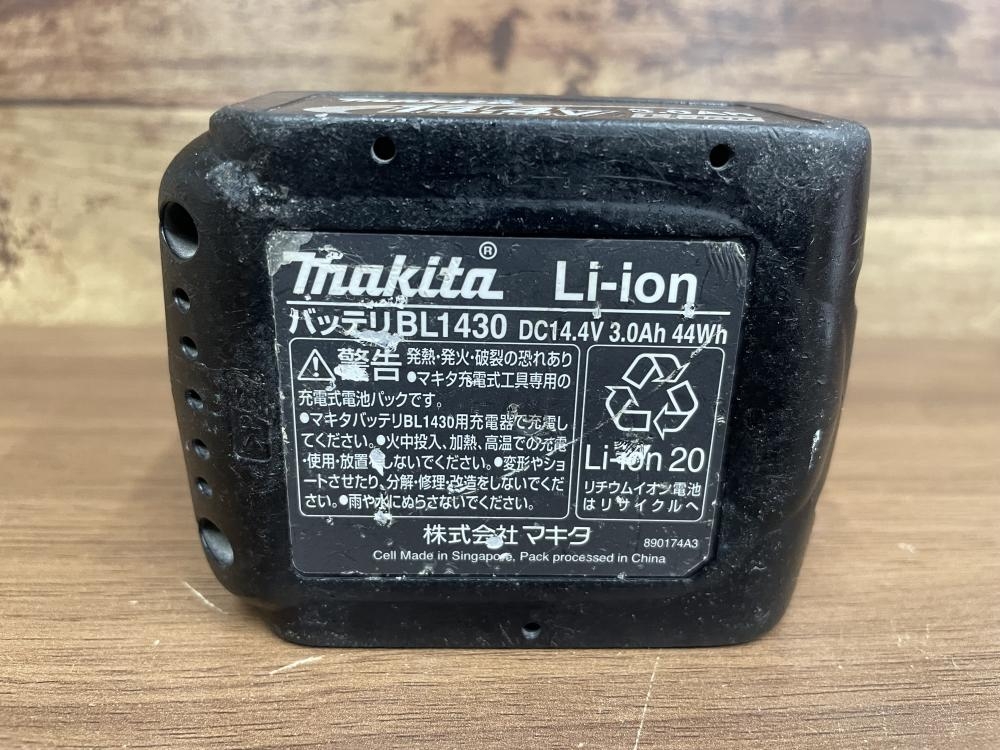 makita® Li-ion
バッテリBL1430 DC14.4V 3.0Ah 44Wh
警告 発熱・発火・破裂の恐れあり
●マキタ充電式工具専用の
充電式電池パックです。
●マキタバッテリBL1430用充電器で充電し
てください。●火中投入、加熱、高温での充電
・使用・放置をしないでください。●変形やショ
ートさせたり、分解・修理・改造をしないでくだ
さい。●雨や水にぬらさないでください。
Li-ion 20
リチウムイオン電池
はリサイクルへ
株式会社マキタ 890174A3
Cell Made in Singapore, Pack processed in China